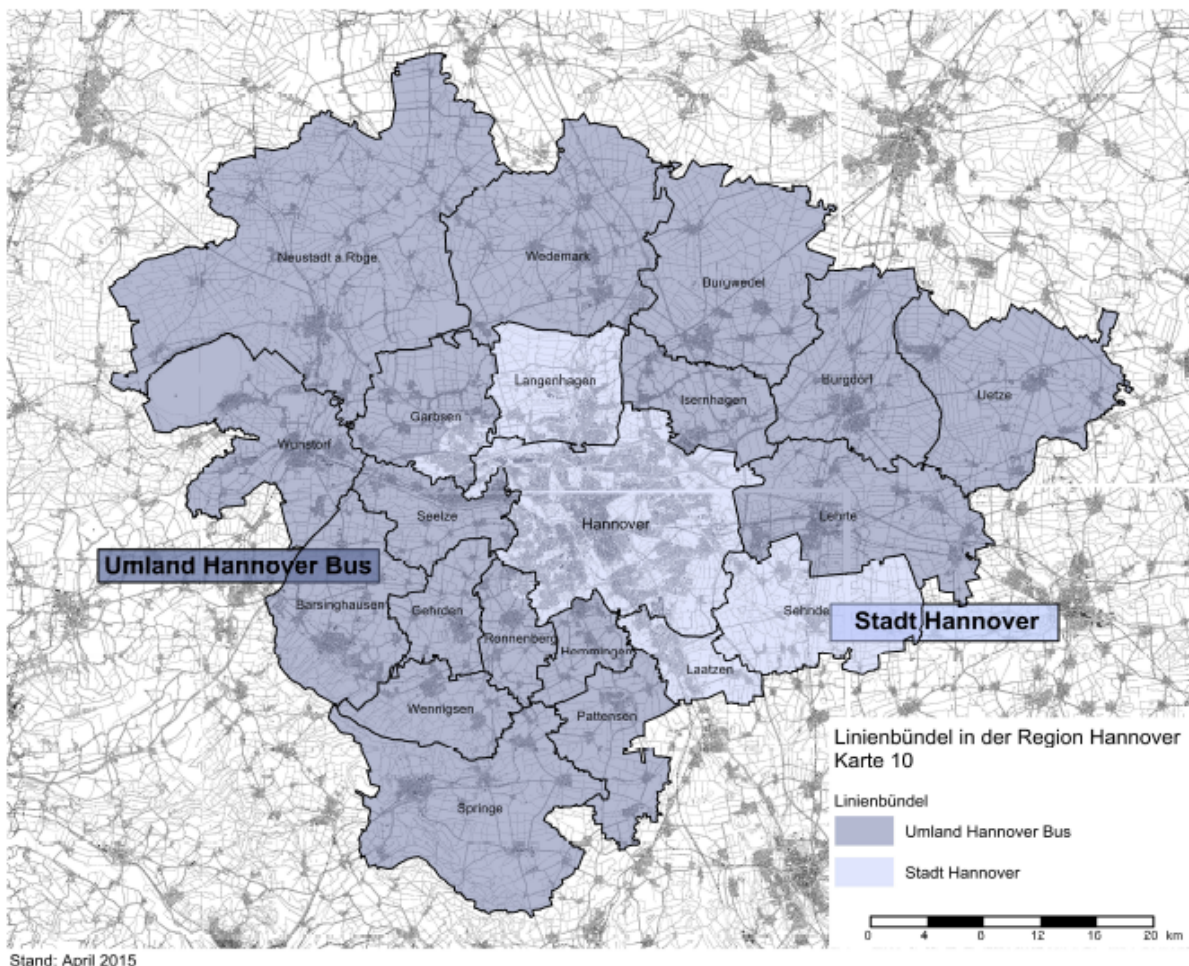 Neustadt a.Rbge.
Wedemark
Burgwedel
Langenhagen
Isernhagen
Burgdorf
Uetze
Garbsen
Wunstorf
Seelze
Hannover
Lehrte
Umland Hannover Bus
Barsinghausen
Gehrden
Ronnenberg
Hemmingen
Sehnde
Stadt Hannover
Laatzen
Wennigsen
Pattensen
Springe
Linienbündel in der Region Hannover
Karte 10
Linienbündel
Umland Hannover Bus
Stadt Hannover
0 4 8 12 16 20 km
Stand: April 2015